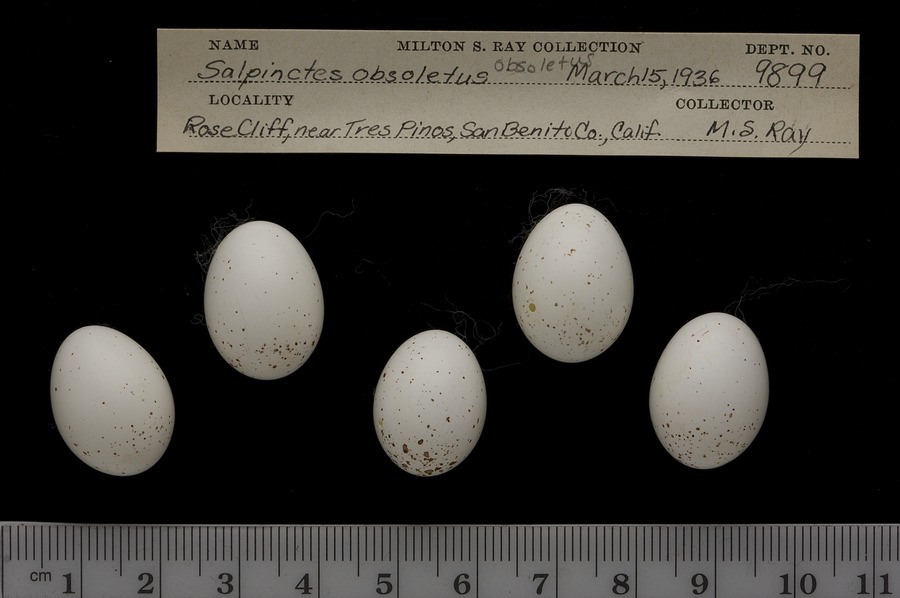 NAME MILTON S. RAY COLLECTION DEPT. NO.
Salpinctes obsoletus obsoletus March 15, 1936 9899
LOCALITY COLLECTOR
Rose Cliff, near Tres Pinos, San Benito Co., Calif. M.S. Ray
cm 1 2 3 4 5 6 7 8 9 10 11